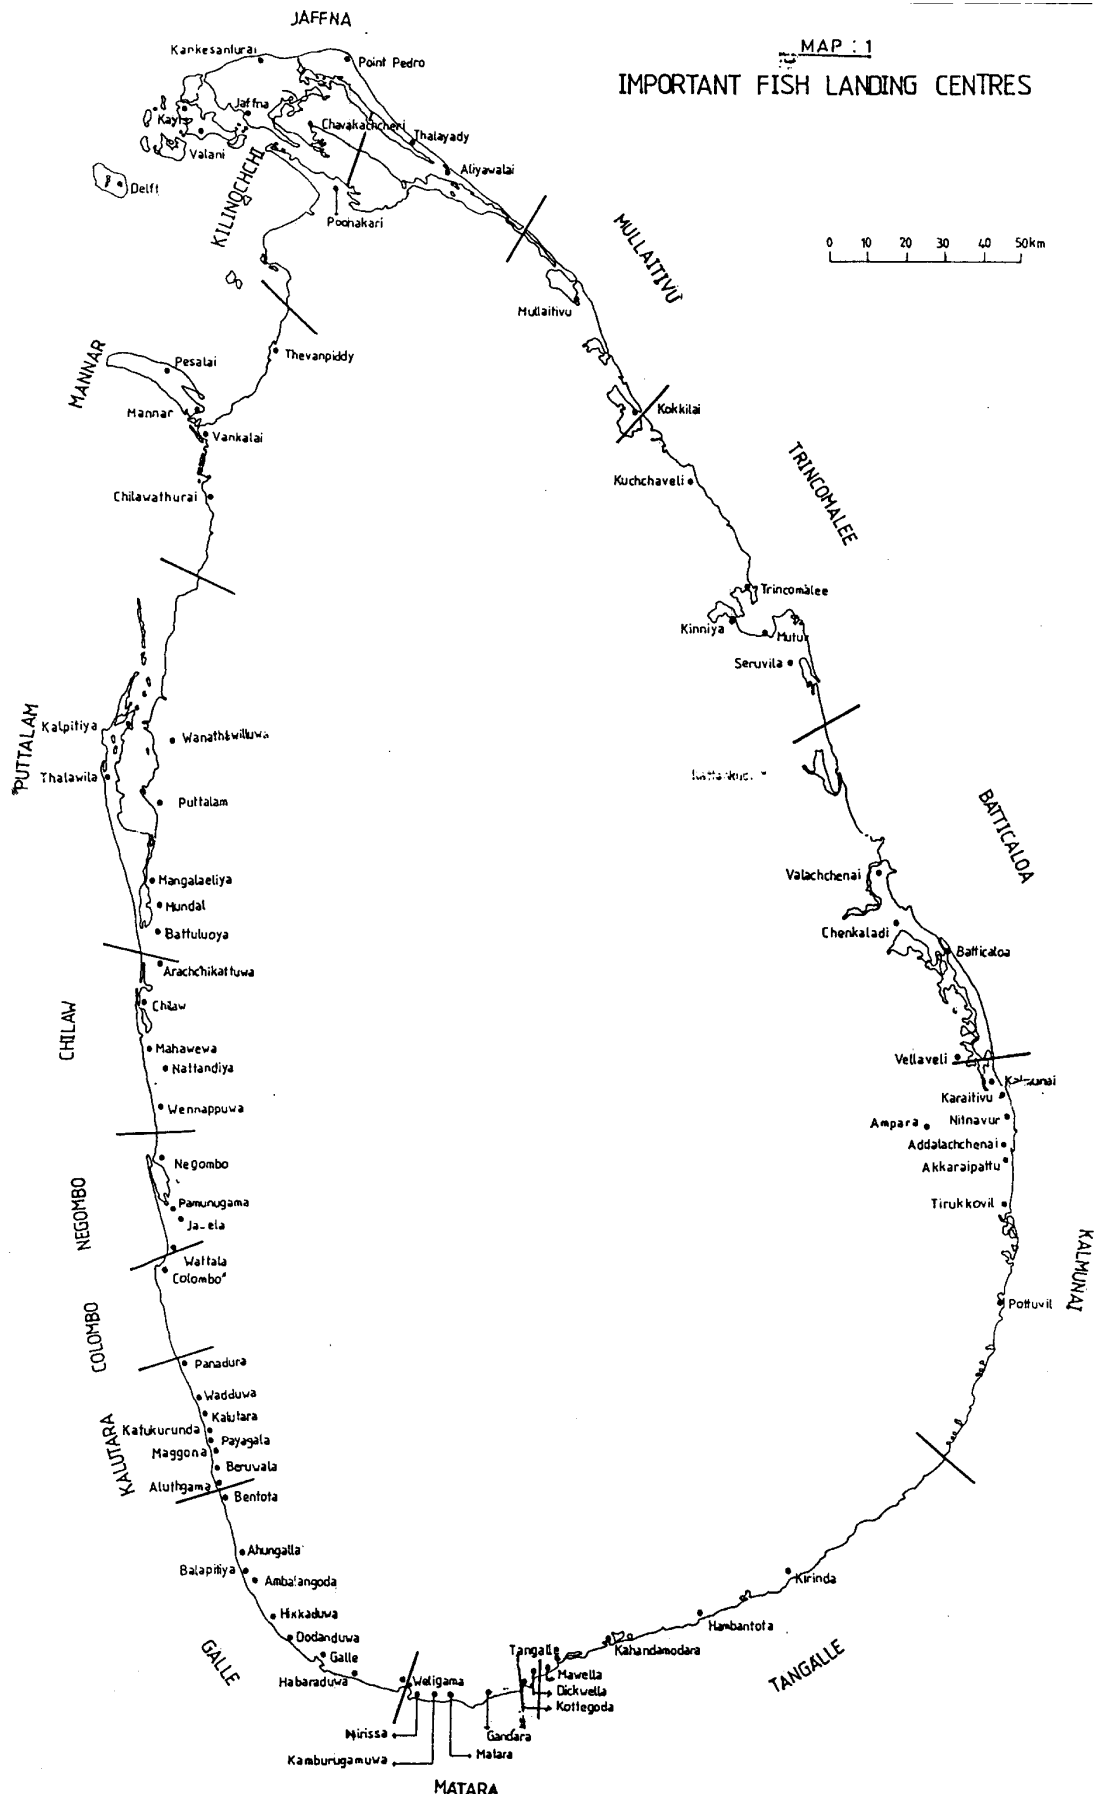 JAFFNA
MAP : 1
IMPORTANT FISH LANDING CENTRES
Kankesanturai
Point Pedro
Jaffna
Kayts
Chavakachcheri
Thalayady
Valani
Aliyawalai
Delft
KILINOCHCHI
Poonakari
MULLAITIVU
0 10 20 30 40 50km
Mullaitivu
Thevanpiddy
MANNAR
Pesalai
Mannar
Kokkilai
Vankalai
Kuchchaveli
Chilawathurai
TRINCOMALEE
Trincomalee
Kinniya
Mutur
Seruvila
PUTTALAM
Kalpitiya
Wanathawilluwa
Thalawila
Puttalam
BATTICALOA
Valachchenai
Mangalaeliya
Mundal
Battuluoya
Chenkaladi
Batticaloa
Arachchikattuwa
Chilaw
CHILAW
Mahawewa
Nattandiya
Vellaveli
Kalmunai
Karaitivu
Wennappuwa
Nitnavur
Ampara
Addalachchenai
Akkaraipattu
Negombo
NEGOMBO
Pamunugama
Ja-ela
Tirukkovil
Wattala
Colombo
KALMUNAI
Pottuvil
COLOMBO
Panadura
Wadduwa
Kalutara
Katukurunda
Payagala
Maggona
KALUTARA
Beruwala
Aluthgama
Bentota
Ahungalla
Balapitiya
Ambalangoda
Kirinda
Hikkaduwa
Hambantota
Dodanduwa
GALLE
Galle
Kahandamodara
Tangall
TANGALLE
Habaraduwa
Weligama
Mawella
Dickwella
Kottegoda
Mirissa
Gandara
Kamburugamuwa
Matara
MATARA